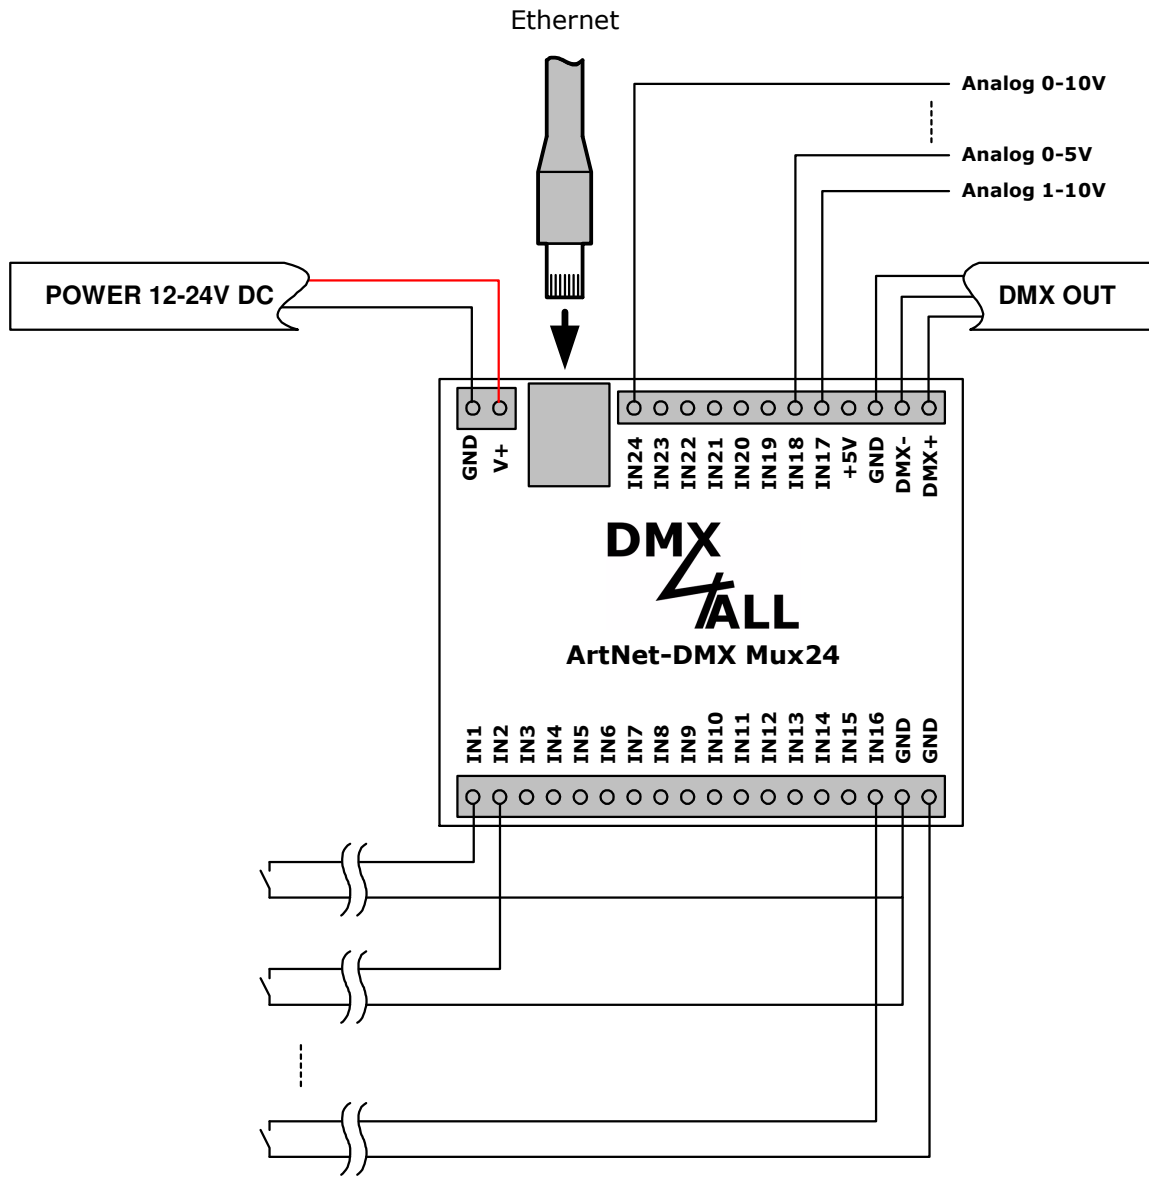 Ethernet
Analog 0-10V
Analog 0-5V
Analog 1-10V
POWER 12-24V DC
DMX OUT
GND
V+
IN24
IN23
IN22
IN21
IN20
IN19
IN18
IN17
+5V
GND
DMX-
DMX+
DMX
4
ALL
ArtNet-DMX Mux24
IN1
IN2
IN3
IN4
IN5
IN6
IN7
IN8
IN9
IN10
IN11
IN12
IN13
IN14
IN15
IN16
GND
GND